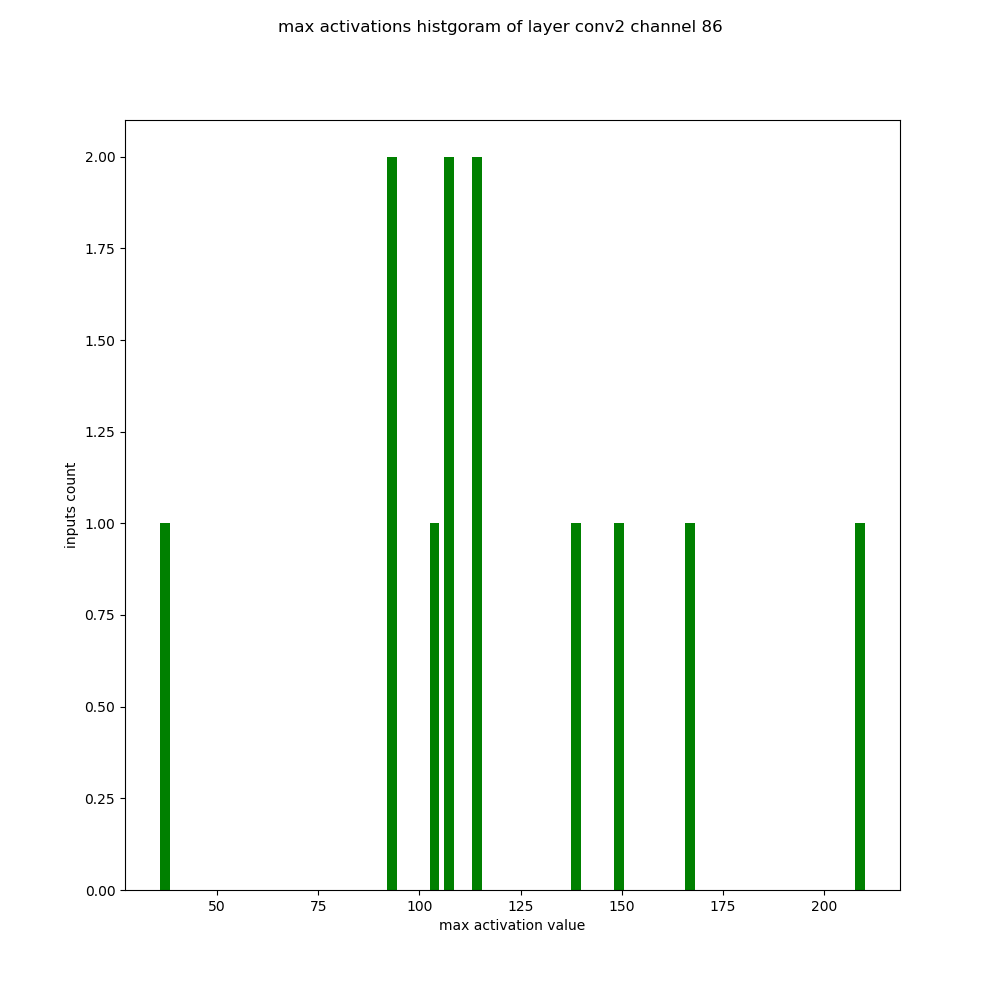 max activations histgoram of layer conv2 channel 86
2.00
1.75
1.50
1.25
1.00
0.75
0.50
0.25
0.00
inputs count
50 75 100 125 150 175 200
max activation value